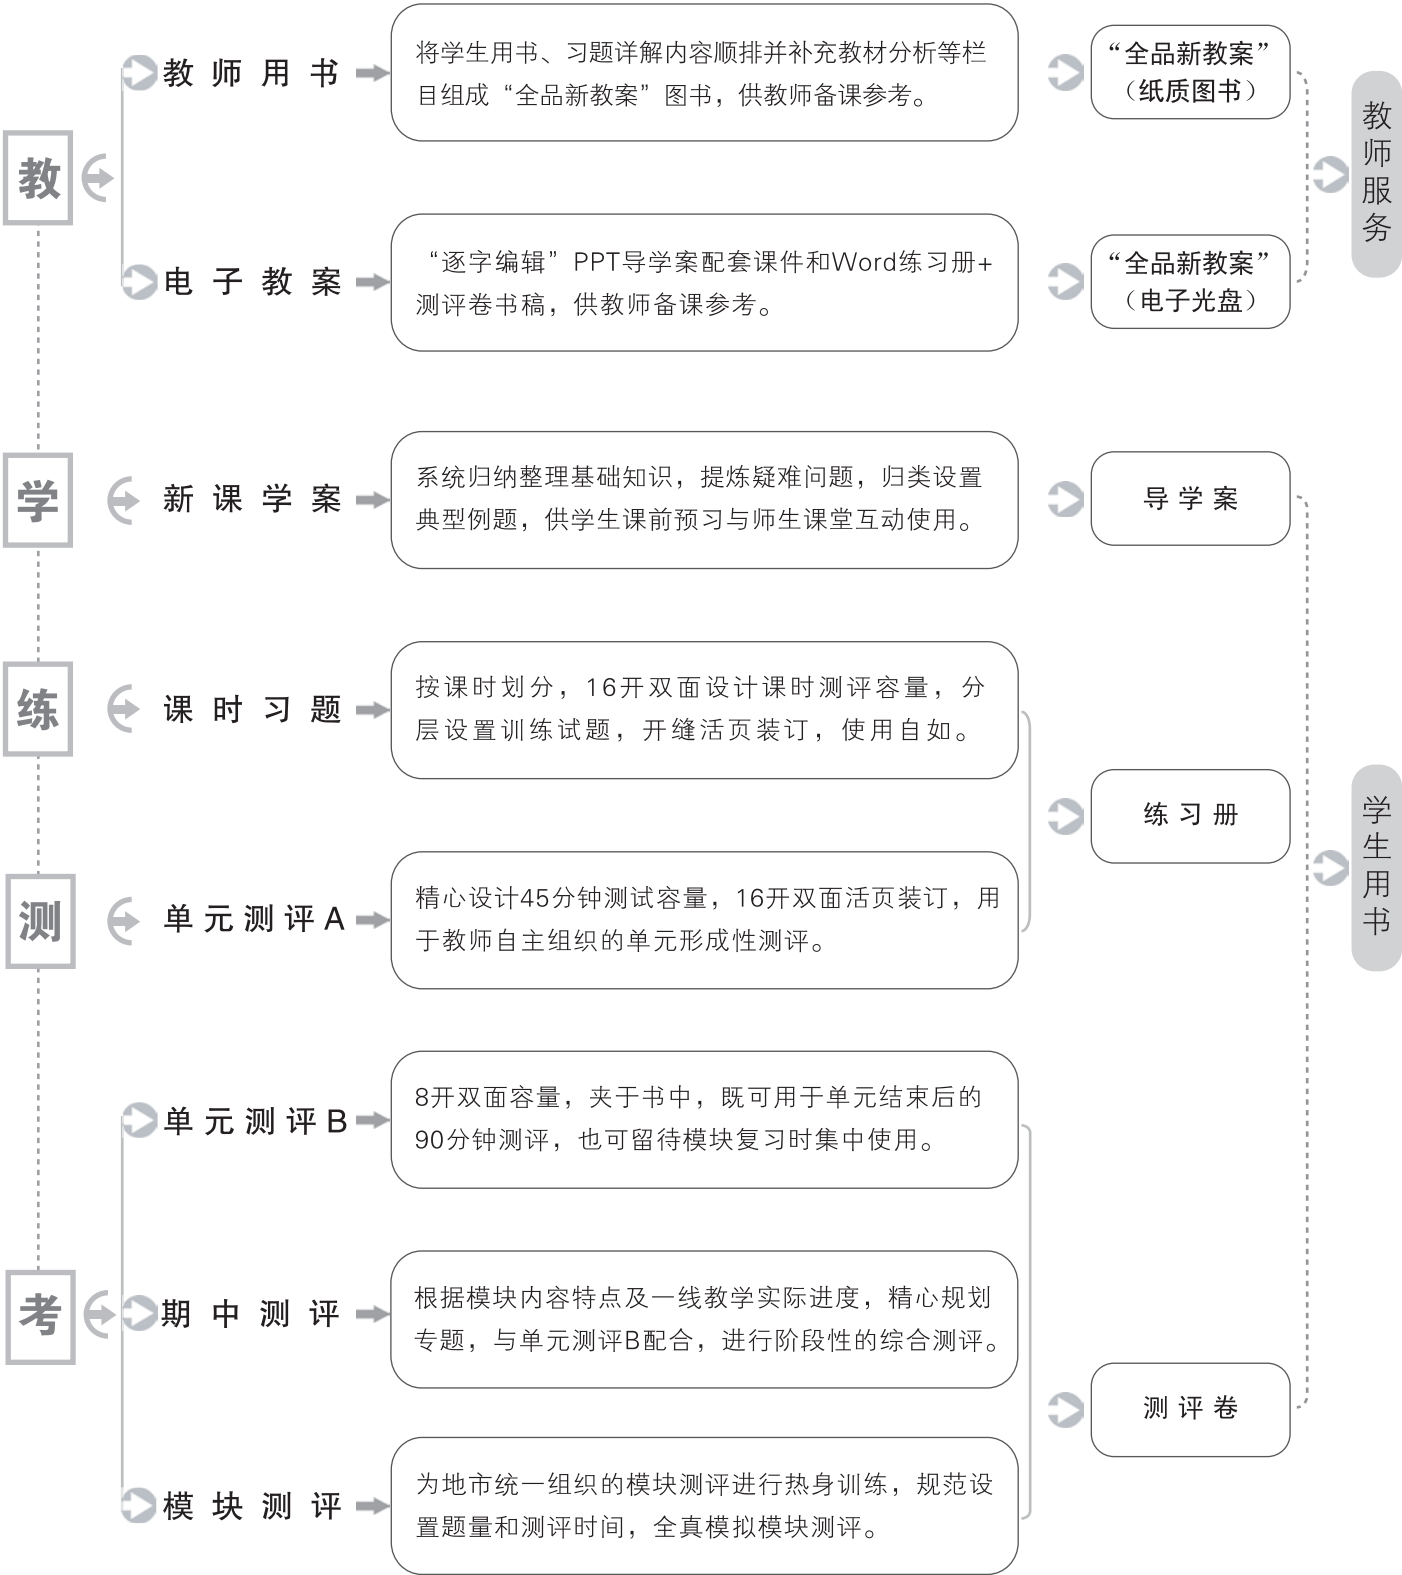 教
教师用书
将学生用书、习题详解内容顺排并补充教材分析等栏
目组成“全品新教案”图书，供教师备课参考。
“全品新教案”
（纸质图书）
电子教案
“逐字编辑”PPT导学案配套课件和Word练习册+
测评卷书稿，供教师备课参考。
“全品新教案”
（电子光盘）
教师服务
学
新课学案
系统归纳整理基础知识，提炼疑难问题，归类设置
典型例题，供学生课前预习与师生课堂互动使用。
导学案
练
课时习题
按课时划分，16开双面设计课时测评容量，分
层设置训练试题，开缝活页装订，使用自如。
测
单元测评A
精心设计45分钟测试容量，16开双面活页装订，用
于教师自主组织的单元形成性测评。
练习册
学生用书
考
单元测评B
8开双面容量，夹于书中，既可用于单元结束后的
90分钟测评，也可留待模块复习时集中使用。
期中测评
根据模块内容特点及一线教学实际进度，精心规划
专题，与单元测评B配合，进行阶段性的综合测评。
模块测评
为地市统一组织的模块测评进行热身训练，规范设
置题量和测评时间，全真模拟模块测评。
测评卷